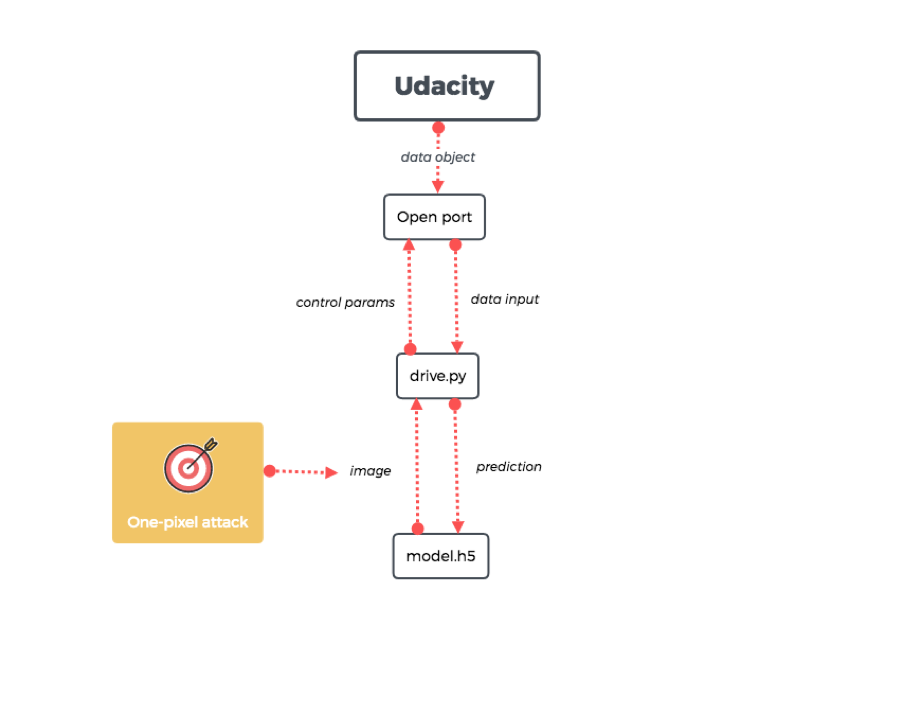 Udacity
data object
Open port
control params
data input
drive.py
One-pixel attack
image
prediction
model.h5